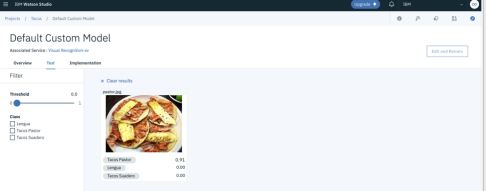 IBM Watson Studio
Upgrade
IBM
Projects / Tacos / Default Custom Model
Default Custom Model
Associated Service : Visual Recognition-ev
Edit and Retrain
Overview Test Implementation
Filter
Clear results
pastor.jpg
Threshold 0.0
0 1
Class
Lengua
Tacos Pastor
Tacos Suadero
Tacos Pastor 0.91
Lengua 0.00
Tacos Suadero 0.00